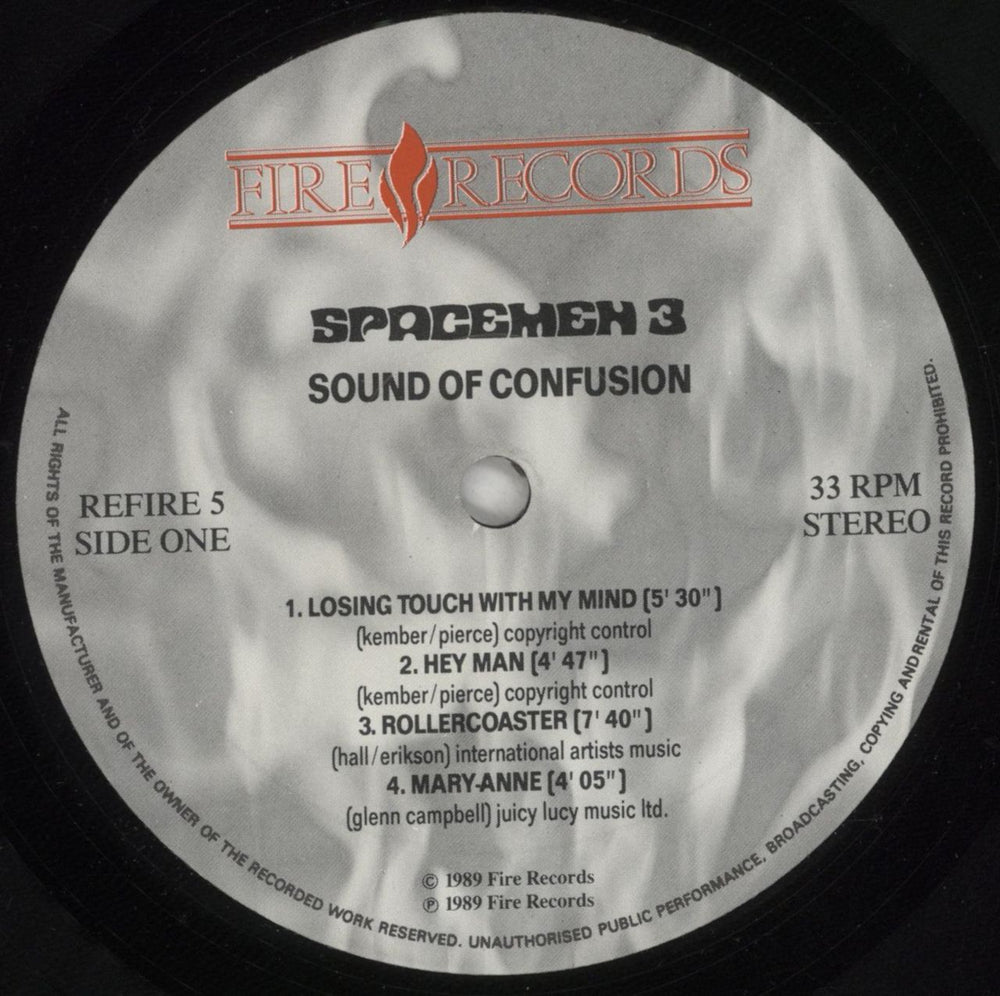 FIRE RECORDS
SPACEMEN 3
SOUND OF CONFUSION
REFIRE 5
SIDE ONE
33 RPM
STEREO
1. LOSING TOUCH WITH MY MIND (5' 30")
(kember/pierce) copyright control
2. HEY MAN (4' 47")
(kember/pierce) copyright control
3. ROLLERCOASTER (7' 40")
(hall/erikson) international artists music
4. MARY-ANNE (4' 05")
(glenn campbell) juicy lucy music ltd.
© 1989 Fire Records
℗ 1989 Fire Records
ALL RIGHTS OF THE MANUFACTURER AND OF THE OWNER OF THE RECORDED WORK RESERVED. UNAUTHORISED PUBLIC PERFORMANCE, BROADCASTING, COPYING AND RENTAL OF THIS RECORD PROHIBITED.